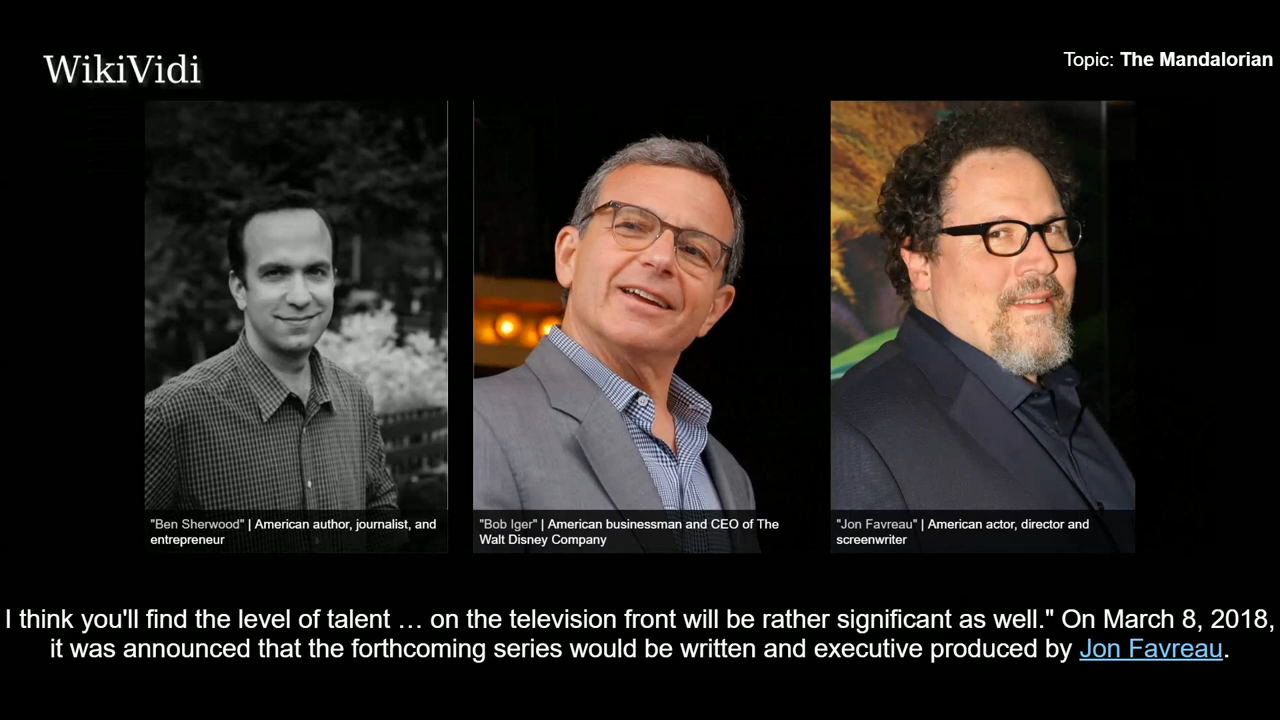 WikiVidi
Topic: The Mandalorian
"Ben Sherwood" | American author, journalist, and
entrepreneur
"Bob Iger" | American businessman and CEO of The
Walt Disney Company
"Jon Favreau" | American actor, director and
screenwriter
I think you'll find the level of talent … on the television front will be rather significant as well." On March 8, 2018,
it was announced that the forthcoming series would be written and executive produced by Jon Favreau.